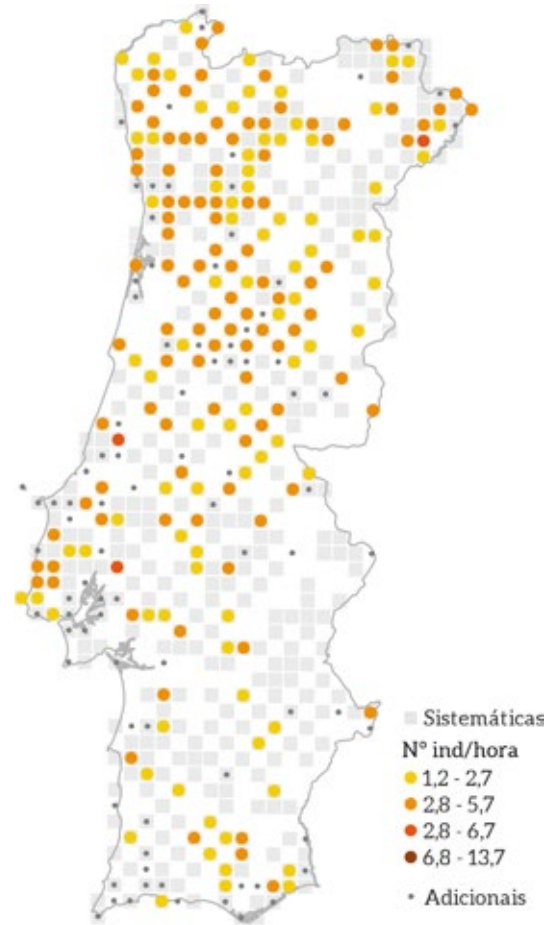 Sistemáticas
N° ind/hora
1,2 - 2,7
2,8 - 5,7
2,8 - 6,7
6,8 - 13,7
Adicionais